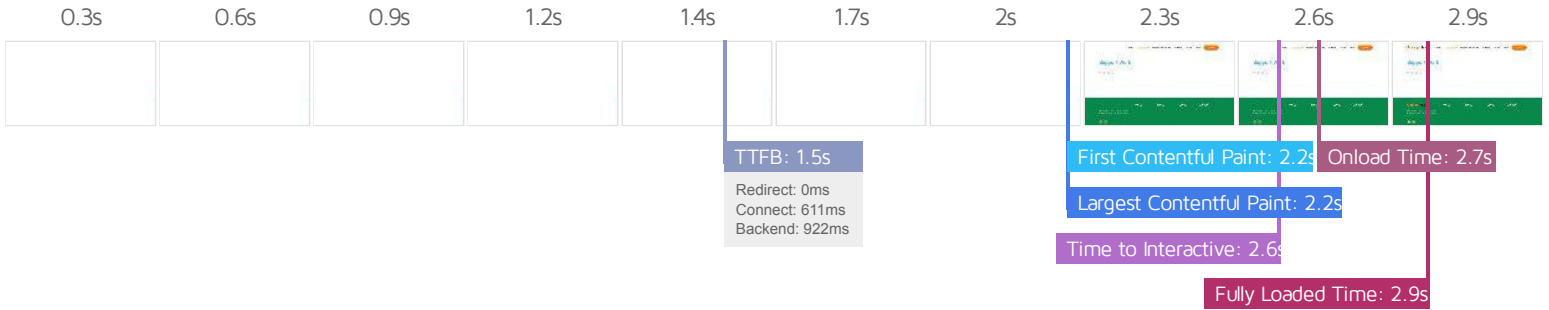 0.3s 0.6s 0.9s 1.2s 1.4s 1.7s 2s 2.3s 2.6s 2.9s
TTFB: 1.5s
Redirect: 0ms
Connect: 611ms
Backend: 922ms
First Contentful Paint: 2.2s
Onload Time: 2.7s
Largest Contentful Paint: 2.2s
Time to Interactive: 2.6s
Fully Loaded Time: 2.9s